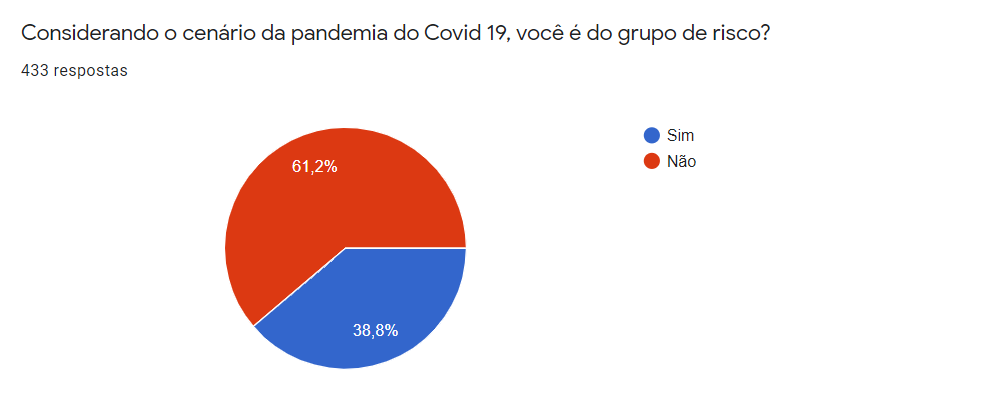 Considerando o cenário da pandemia do Covid 19, você é do grupo de risco?
433 respostas
Sim
Não
61,2%
38,8%